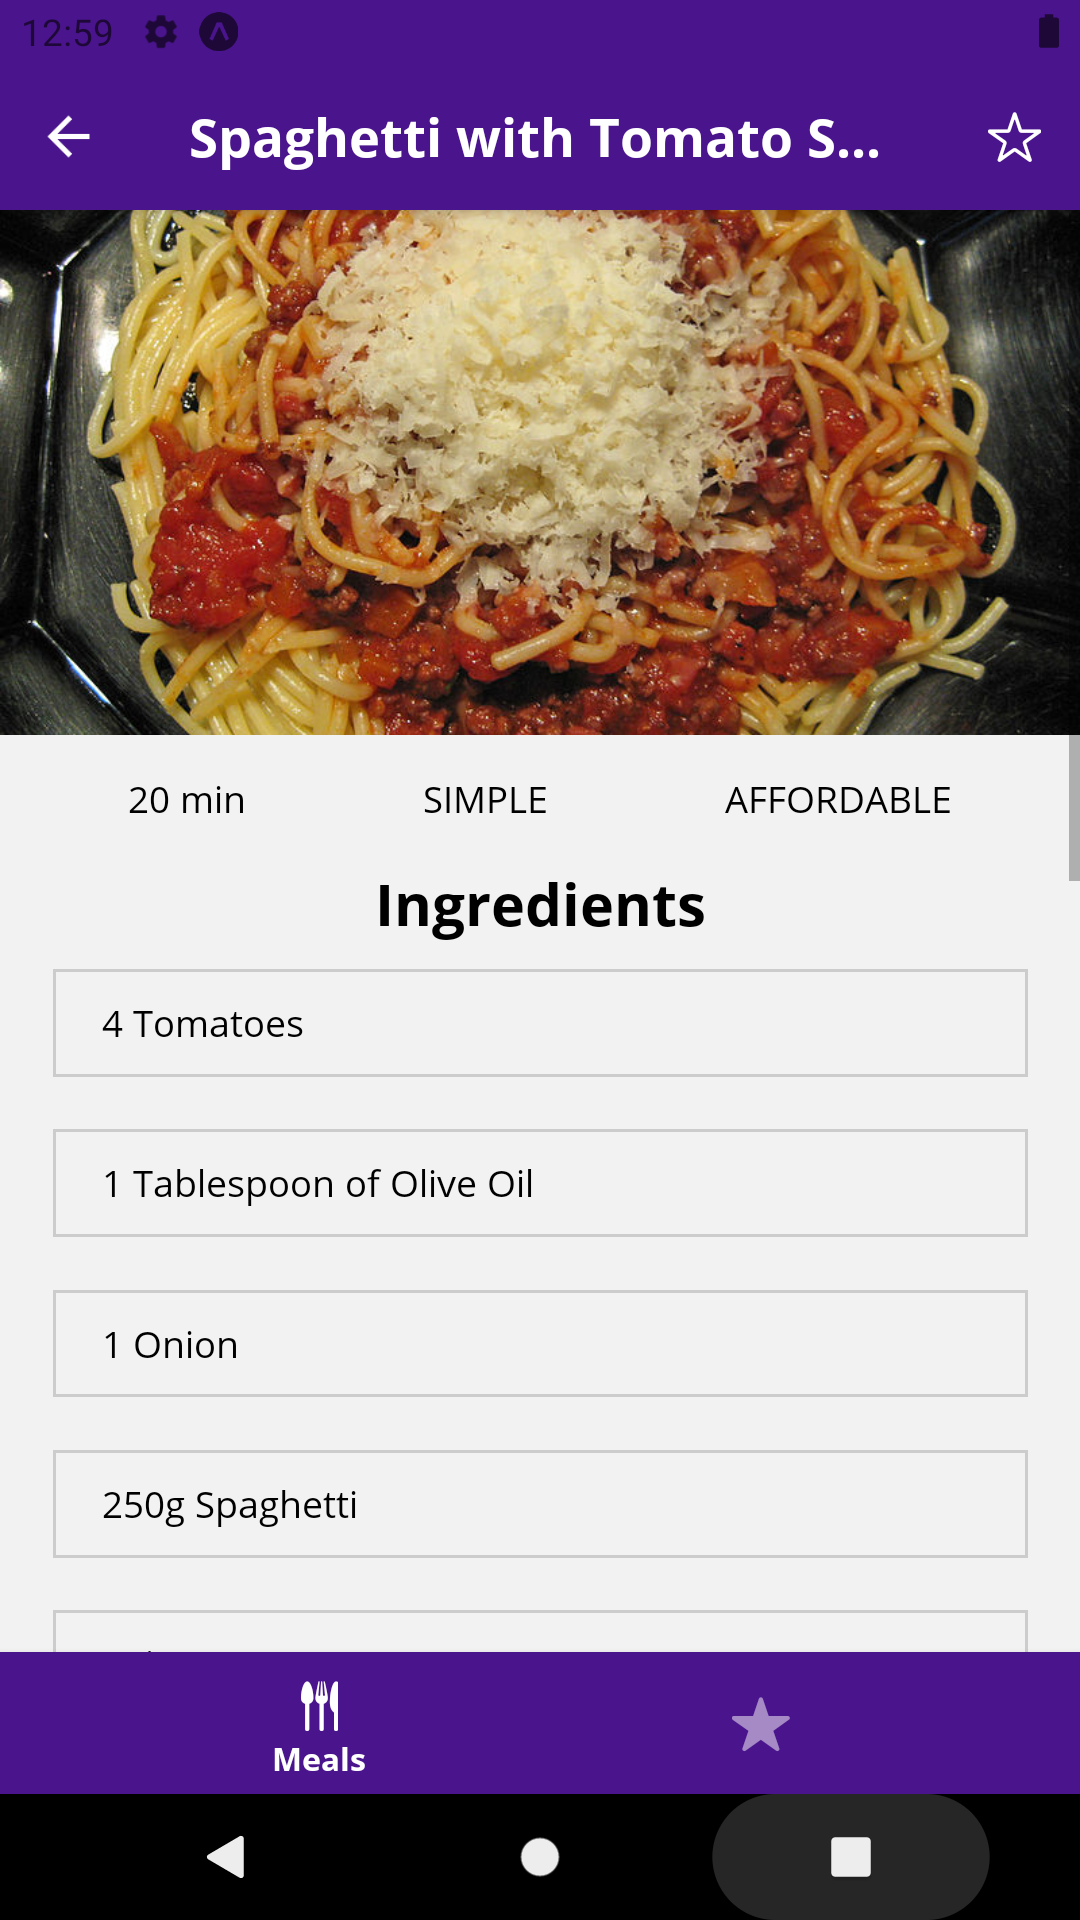 12:59
Spaghetti with Tomato S...
20 min SIMPLE AFFORDABLE
Ingredients
4 Tomatoes
1 Tablespoon of Olive Oil
1 Onion
250g Spaghetti
Meals